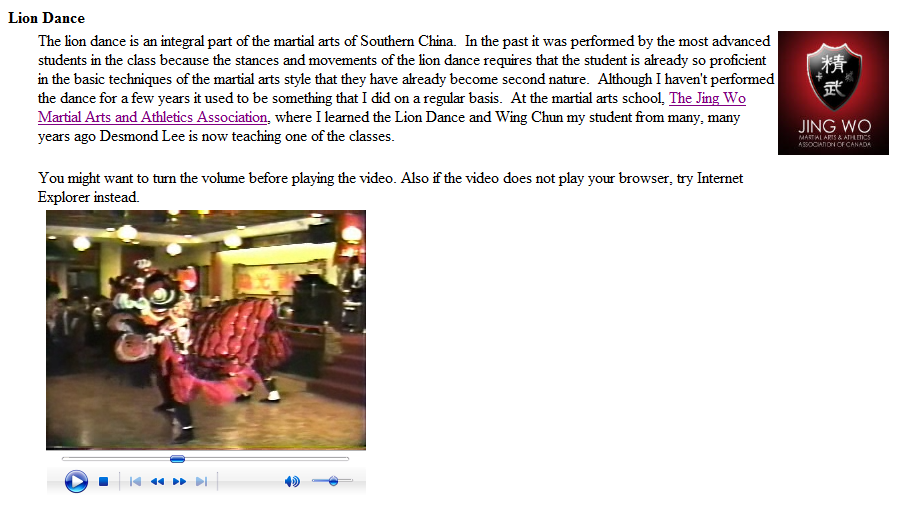 Lion Dance
The lion dance is an integral part of the martial arts of Southern China.  In the past it was performed by the most advanced
students in the class because the stances and movements of the lion dance requires that the student is already so proficient
in the basic techniques of the martial arts style that they have already become second nature.  Although I haven't performed
the dance for a few years it used to be something that I did on a regular basis.  At the martial arts school, The Jing Wo
Martial Arts and Athletics Association, where I learned the Lion Dance and Wing Chun my student from many, many
years ago Desmond Lee is now teaching one of the classes.
精
武
JING WO
MARTIAL ARTS & ATHLETICS
ASSOCIATION OF CANADA
You might want to turn the volume before playing the video. Also if the video does not play your browser, try Internet
Explorer instead.